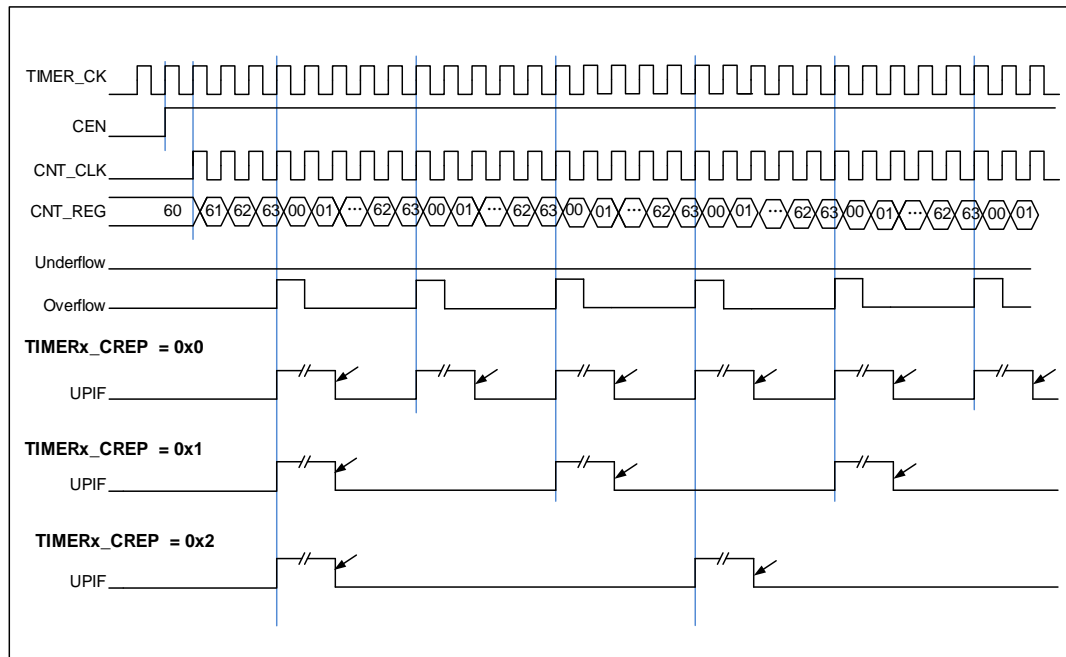 TIMER_CK
CEN
CNT_CLK
CNT_REG 60 61 62 63 00 01 ... 62 63 00 01 ... 62 63 00 01 ... 62 63 00 01 ... 62 63 00 01 ... 62 63 00 01
Underflow
Overflow
TIMERx_CREP = 0x0
UPIF
TIMERx_CREP = 0x1
UPIF
TIMERx_CREP = 0x2
UPIF